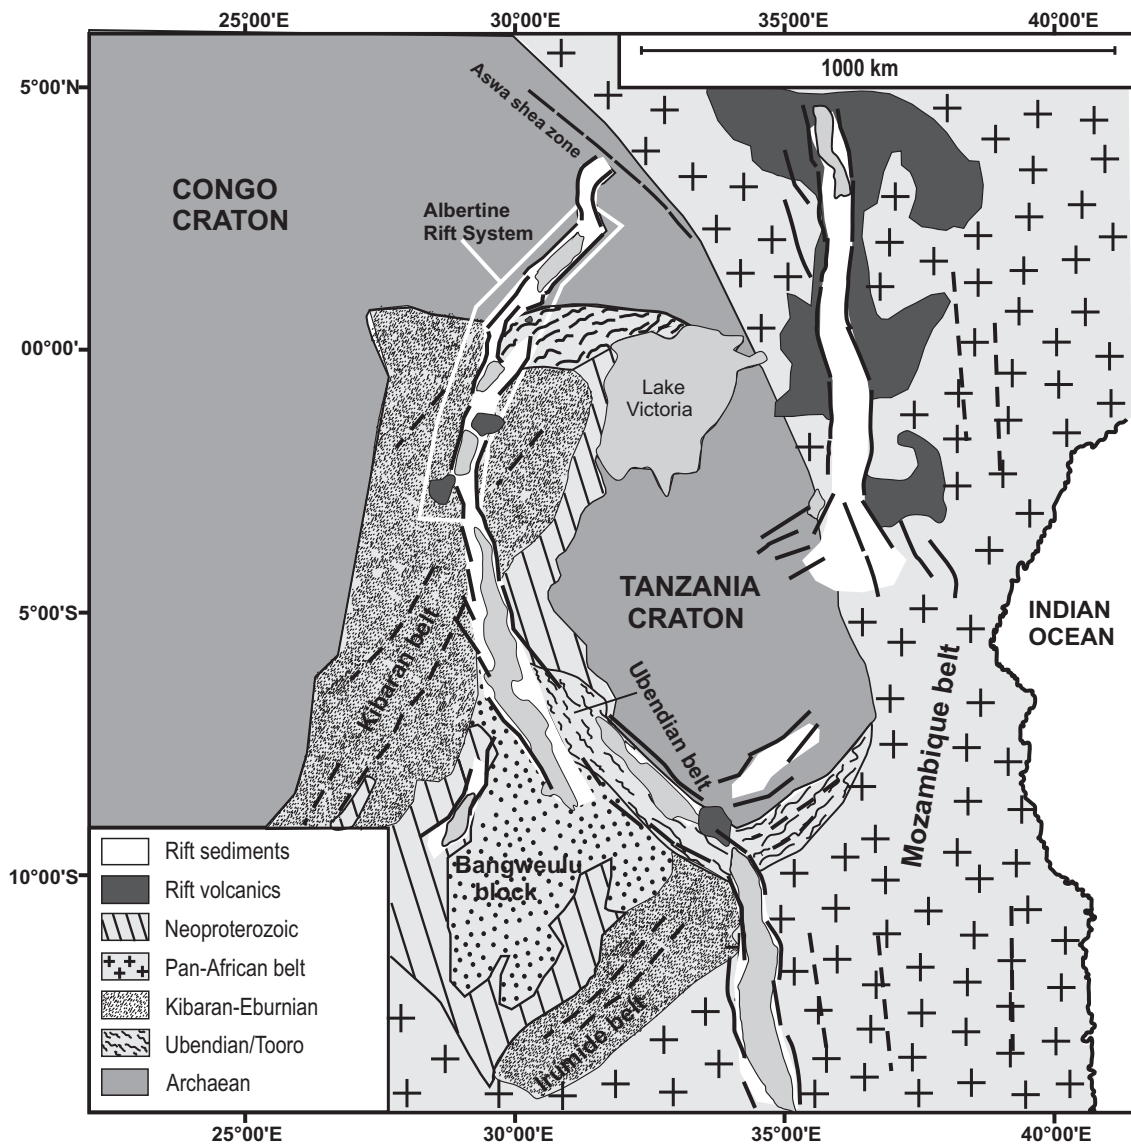 25°00'E
30°00'E
35°00'E
40°00'E
1000 km
5°00'N
Aswa shea zone
CONGO
CRATON
Albertine
Rift System
00°00'
Lake
Victoria
TANZANIA
CRATON
INDIAN
OCEAN
5°00'S
Kibaran belt
Ubendian belt
Mozambique belt
Bangweulu
block
10°00'S
Irumide belt
Rift sediments
Rift volcanics
Neoproterozoic
Pan-African belt
Kibaran-Eburnian
Ubendian/Tooro
Archaean
25°00'E
30°00'E
35°00'E
40°00'E